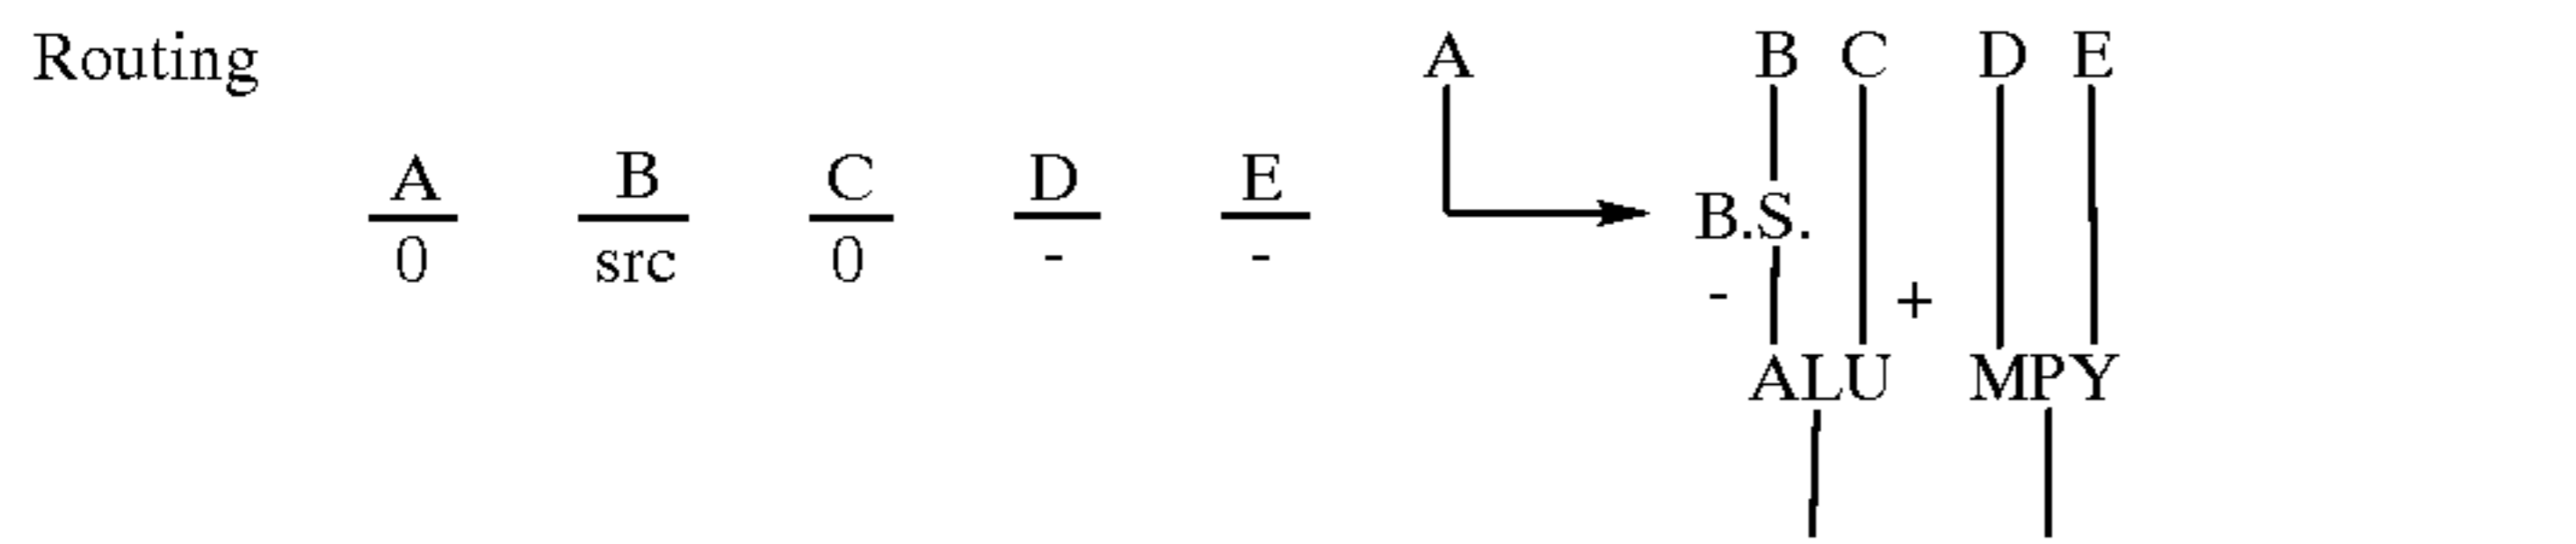 Routing A B C D E
A B C D E
0 src 0 - -
B.S.
- +
ALU MPY